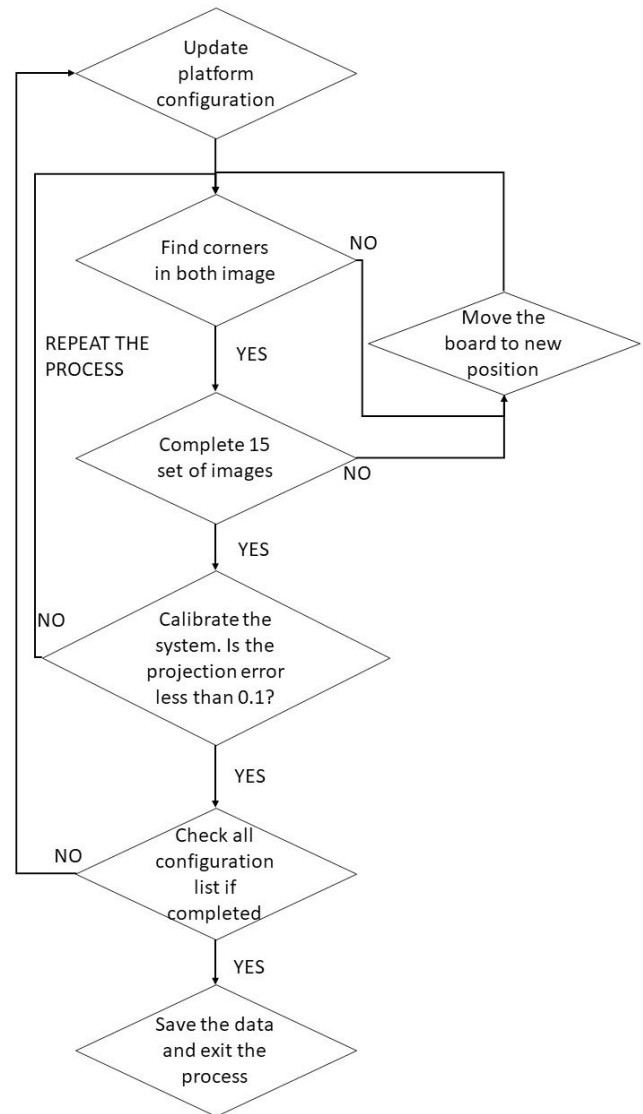 Update
platform
configuration
Find corners
in both image
NO
Move the
board to new
position
REPEAT THE
PROCESS
YES
Complete 15
set of images
NO
YES
NO
Calibrate the
system. Is the
projection error
less than 0.1?
YES
NO
Check all
configuration
list if
completed
YES
Save the data
and exit the
process